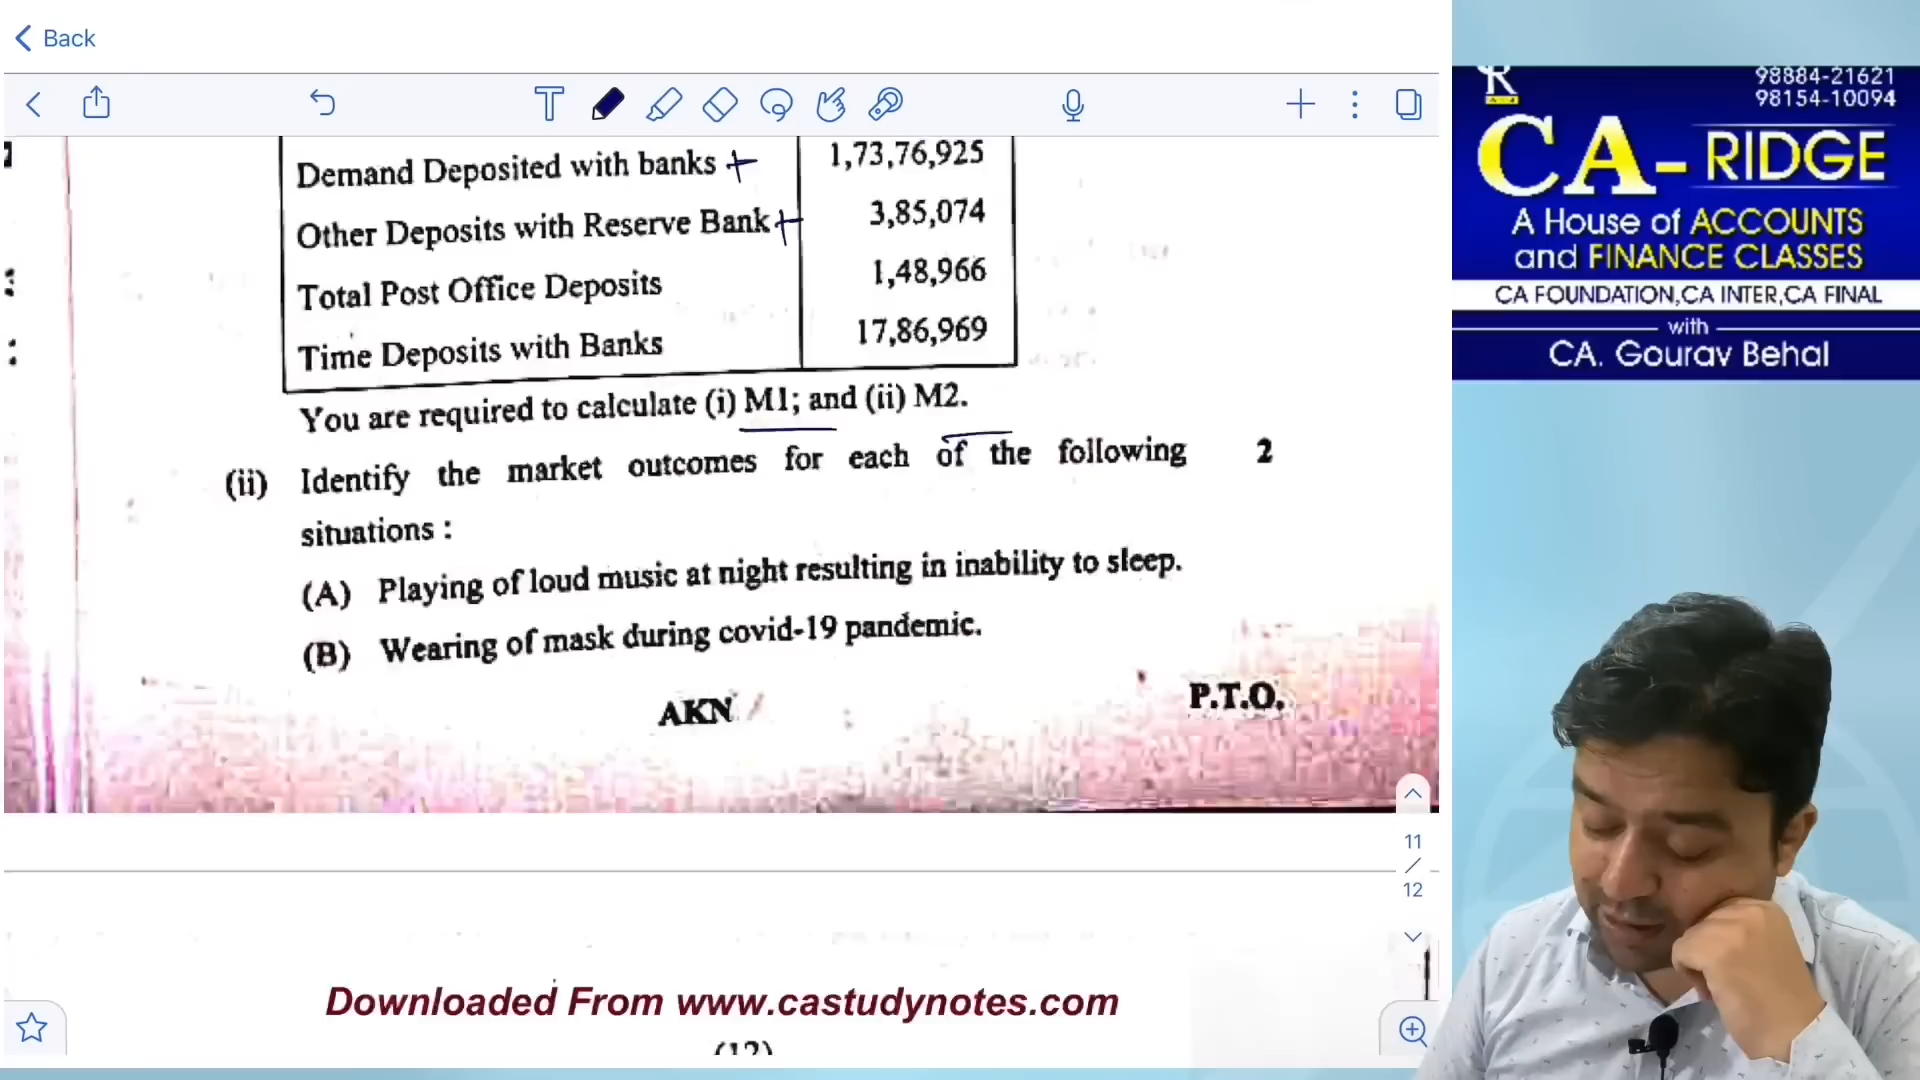 Back
Demand Deposited with banks + 1,73,76,925
Other Deposits with Reserve Bank + 3,85,074
Total Post Office Deposits 1,48,966
Time Deposits with Banks 17,86,969
You are required to calculate (i) M1; and (ii) M2.
(ii) Identify the market outcomes for each of the following 2
situations :
(A) Playing of loud music at night resulting in inability to sleep.
(B) Wearing of mask during covid-19 pandemic.
AKN
P.T.O.
11
/
12
Downloaded From www.castudynotes.com
(12)
98884-21621
98154-10094
CA-RIDGE
A House of ACCOUNTS
and FINANCE CLASSES
CA FOUNDATION,CA INTER,CA FINAL
with
CA. Gourav Behal